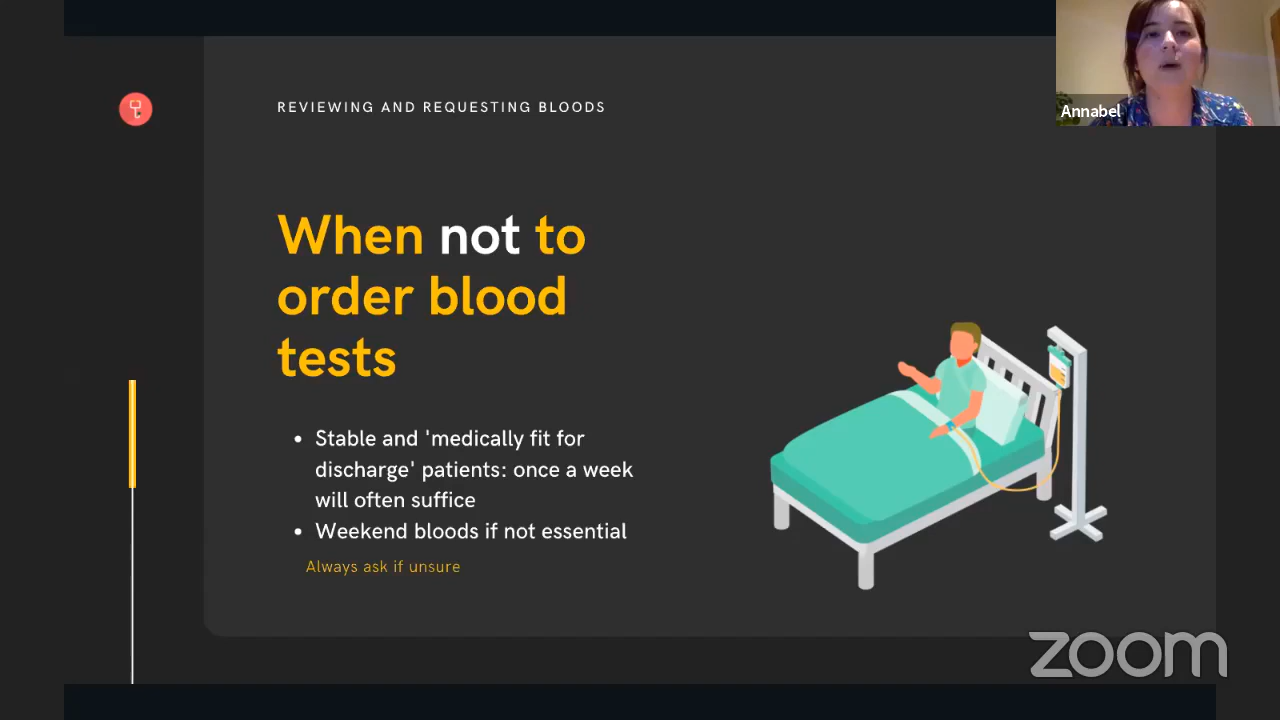 REVIEWING AND REQUESTING BLOODS
Annabel
When not to
order blood
tests
• Stable and 'medically fit for
discharge' patients: once a week
will often suffice
• Weekend bloods if not essential
Always ask if unsure
zoom